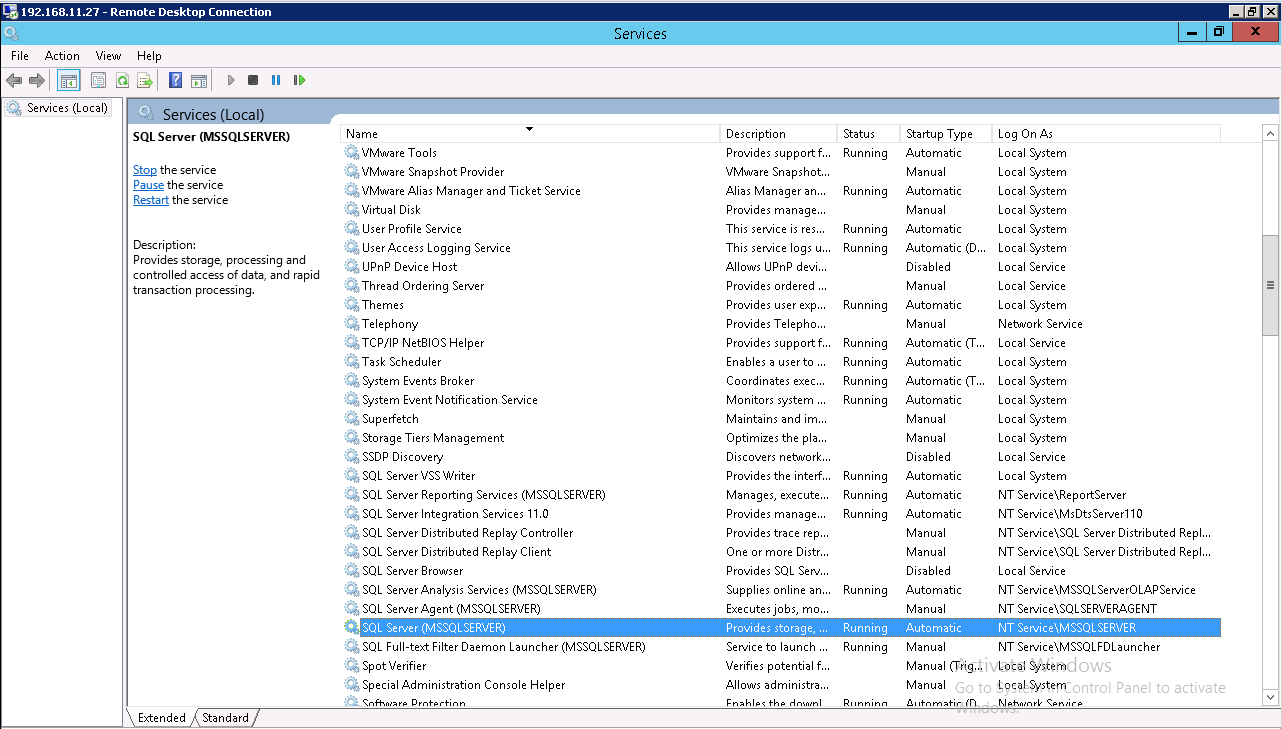 192.168.11.27 - Remote Desktop Connection
Services
File Action View Help
Services (Local)
Services (Local)
SQL Server (MSSQLSERVER)
Stop the service
Pause the service
Restart the service
Description:
Provides storage, processing and
controlled access of data, and rapid
transaction processing.
Name Description Status Startup Type Log On As
VMware Tools Provides support f... Running Automatic Local System
VMware Snapshot Provider VMware Snapshot... Manual Local System
VMware Alias Manager and Ticket Service Alias Manager an... Running Automatic Local System
Virtual Disk Provides manage... Manual Local System
User Profile Service This service is res... Running Automatic Local System
User Access Logging Service This service logs u... Running Automatic (D... Local System
UPnP Device Host Allows UPnP devi... Disabled Local Service
Thread Ordering Server Provides ordered ... Manual Local Service
Themes Provides user exp... Running Automatic Local System
Telephony Provides Telepho... Manual Network Service
TCP/IP NetBIOS Helper Provides support f... Running Automatic (T... Local Service
Task Scheduler Enables a user to ... Running Automatic Local System
System Events Broker Coordinates exec... Running Automatic (T... Local System
System Event Notification Service Monitors system ... Running Automatic Local System
Superfetch Maintains and im... Manual Local System
Storage Tiers Management Optimizes the pla... Manual Local System
SSDP Discovery Discovers network... Disabled Local Service
SQL Server VSS Writer Provides the interf... Running Automatic Local System
SQL Server Reporting Services (MSSQLSERVER) Manages, execute... Running Automatic NT Service\ReportServer
SQL Server Integration Services 11.0 Provides manage... Running Automatic NT Service\MsDtsServer110
SQL Server Distributed Replay Controller Provides trace rep... Manual NT Service\SQL Server Distributed Repl...
SQL Server Distributed Replay Client One or more Distr... Manual NT Service\SQL Server Distributed Repl...
SQL Server Browser Provides SQL Serv... Disabled Local Service
SQL Server Analysis Services (MSSQLSERVER) Supplies online an... Running Automatic NT Service\MSSQLServerOLAPService
SQL Server Agent (MSSQLSERVER) Executes jobs, mo... Manual NT Service\SQLSERVERAGENT
SQL Server (MSSQLSERVER) Provides storage, ... Running Automatic NT Service\MSSQLSERVER
SQL Full-text Filter Daemon Launcher (MSSQLSERVER) Service to launch ... Running Manual NT Service\MSSQLFDLauncher
Spot Verifier Verifies potential f... Manual (Trig... Local System
Special Administration Console Helper Allows administra... Manual Local System
Software Protection Enables the downl... Running Automatic (D... Network Service
Activate Windows
Go to System in Control Panel to activate
Windows.
Extended Standard